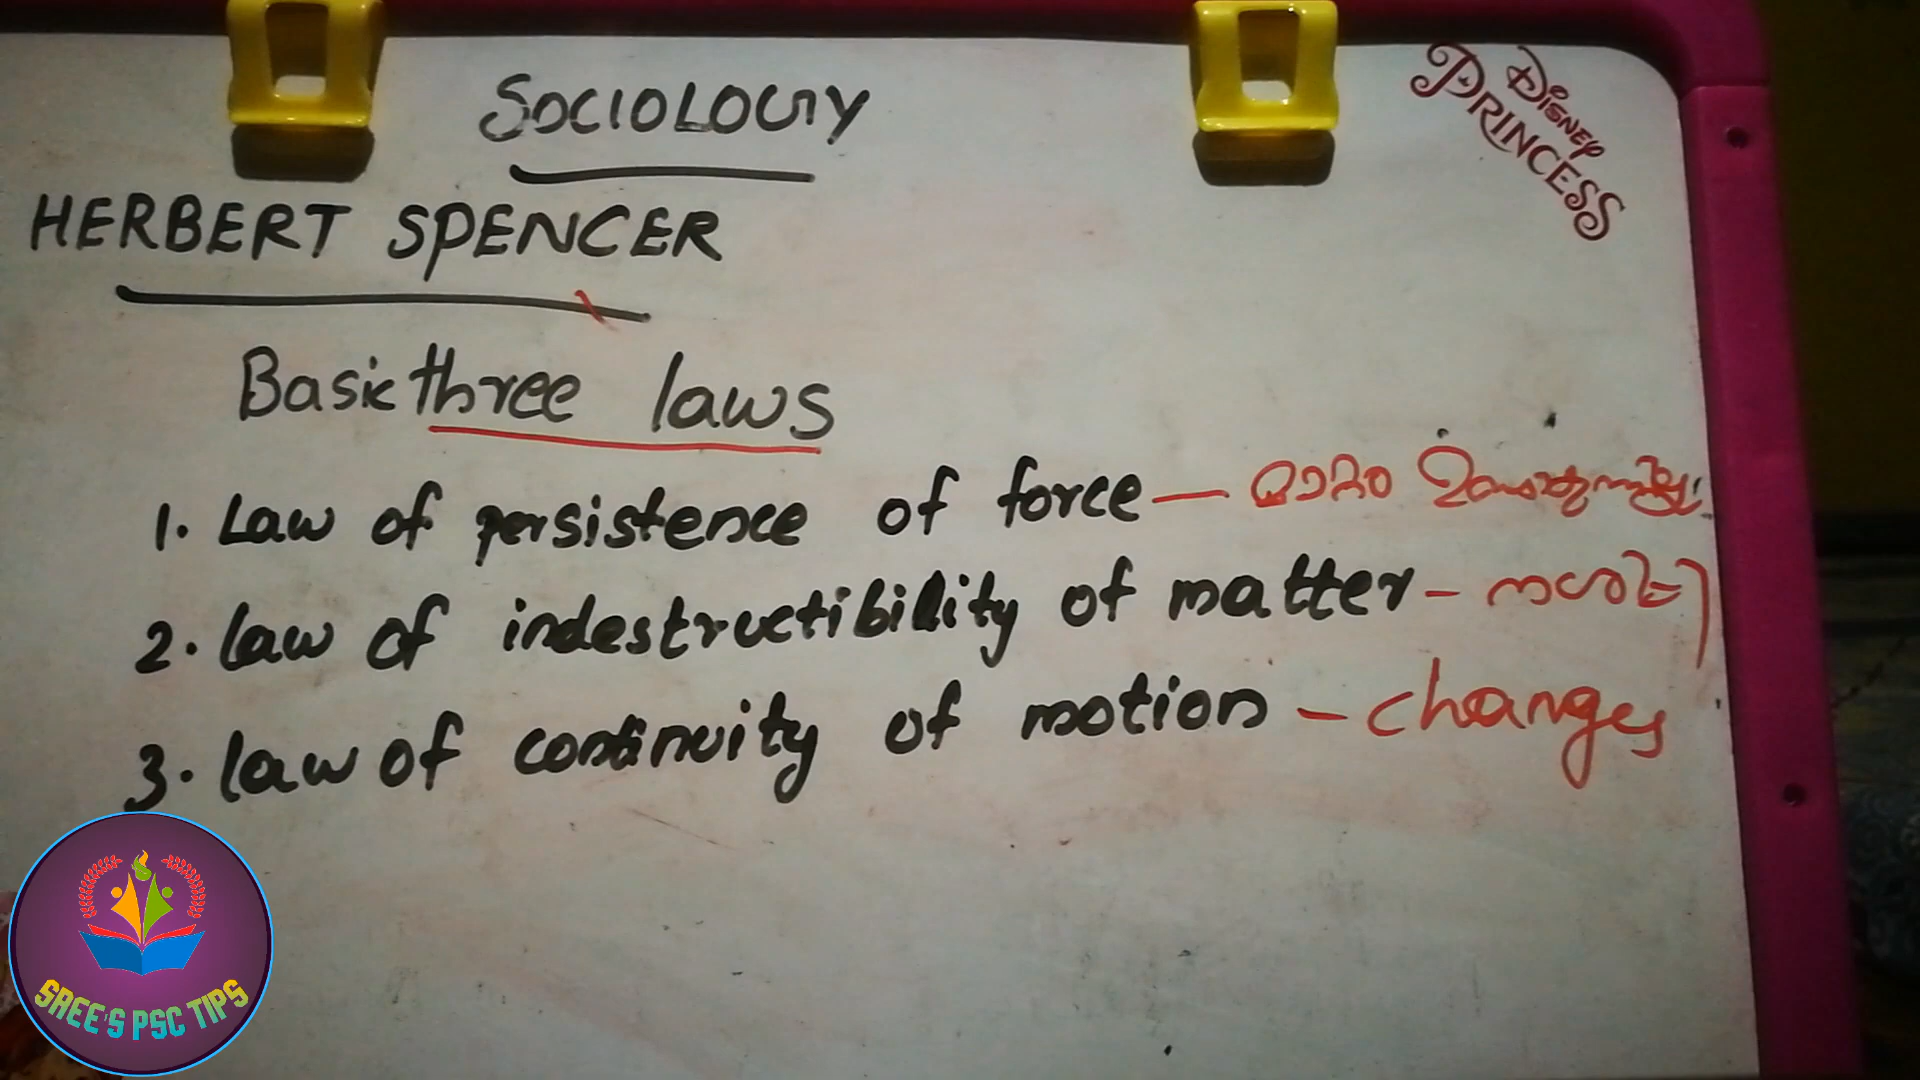 SOCIOLOGY
DISNEY
PRINCESS
HERBERT SPENCER
Basic three laws
1. Law of persistence of force — മാറ്റം
2. law of indestructibility of matter -
3. law of continuity of motion - changes
SREE'S PSC TIPS